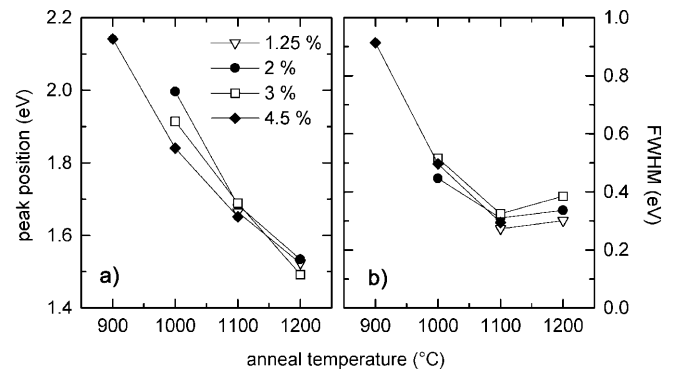 2.2
2.0
1.8
1.6
1.4
peak position (eV)
1.25 %
2 %
3 %
4.5 %
a)
900 1000 1100 1200
b)
900 1000 1100 1200
1.0
0.8
0.6
0.4
0.2
0.0
FWHM (eV)
anneal temperature (°C)